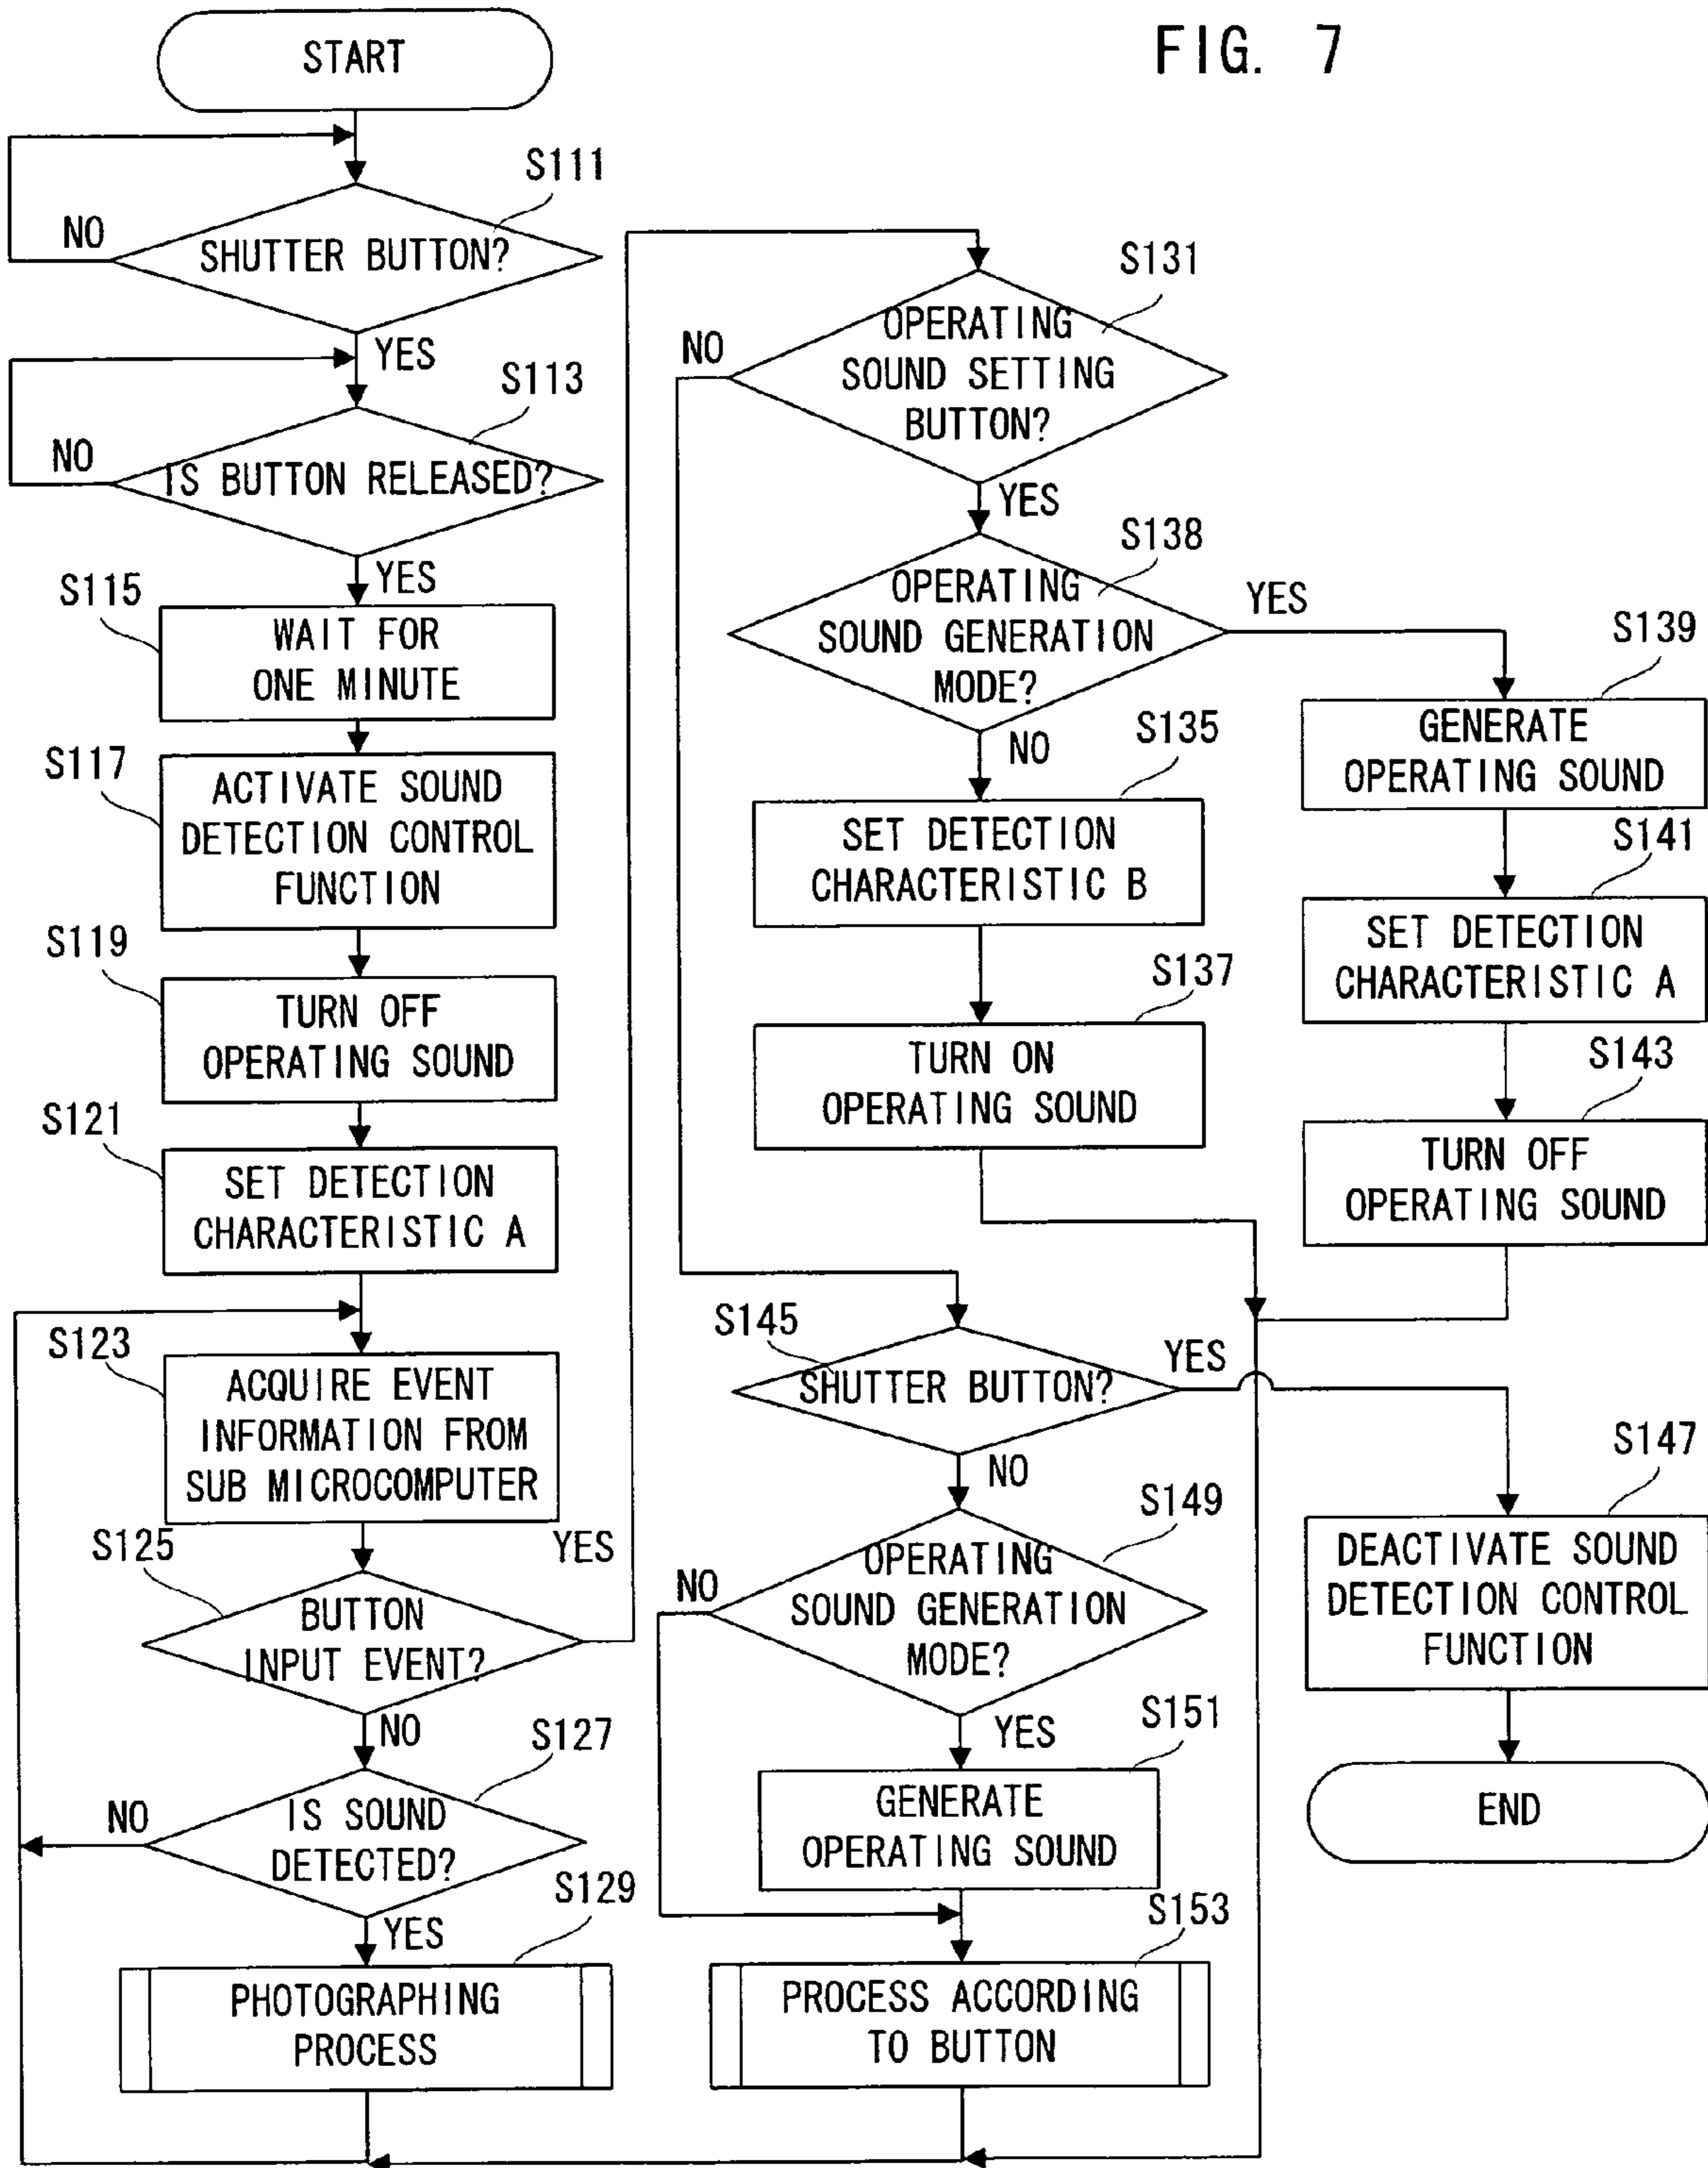 FIG. 7
START
S111
NO
SHUTTER BUTTON?
YES
S113
NO
IS BUTTON RELEASED?
YES
S115
WAIT FOR
ONE MINUTE
S117
ACTIVATE SOUND
DETECTION CONTROL
FUNCTION
S119
TURN OFF
OPERATING SOUND
S121
SET DETECTION
CHARACTERISTIC A
S123
ACQUIRE EVENT
INFORMATION FROM
SUB MICROCOMPUTER
S125
YES
BUTTON
INPUT EVENT?
NO
S127
NO
IS SOUND
DETECTED?
YES
S129
PHOTOGRAPHING
PROCESS
S131
NO
OPERATING
SOUND SETTING
BUTTON?
YES
S138
OPERATING
SOUND GENERATION
MODE?
YES
NO
S135
SET DETECTION
CHARACTERISTIC B
S137
TURN ON
OPERATING SOUND
S139
GENERATE
OPERATING SOUND
S141
SET DETECTION
CHARACTERISTIC A
S143
TURN OFF
OPERATING SOUND
S145
SHUTTER BUTTON?
YES
NO
S147
DEACTIVATE SOUND
DETECTION CONTROL
FUNCTION
END
S149
NO
OPERATING
SOUND GENERATION
MODE?
YES
S151
GENERATE
OPERATING SOUND
S153
PROCESS ACCORDING
TO BUTTON